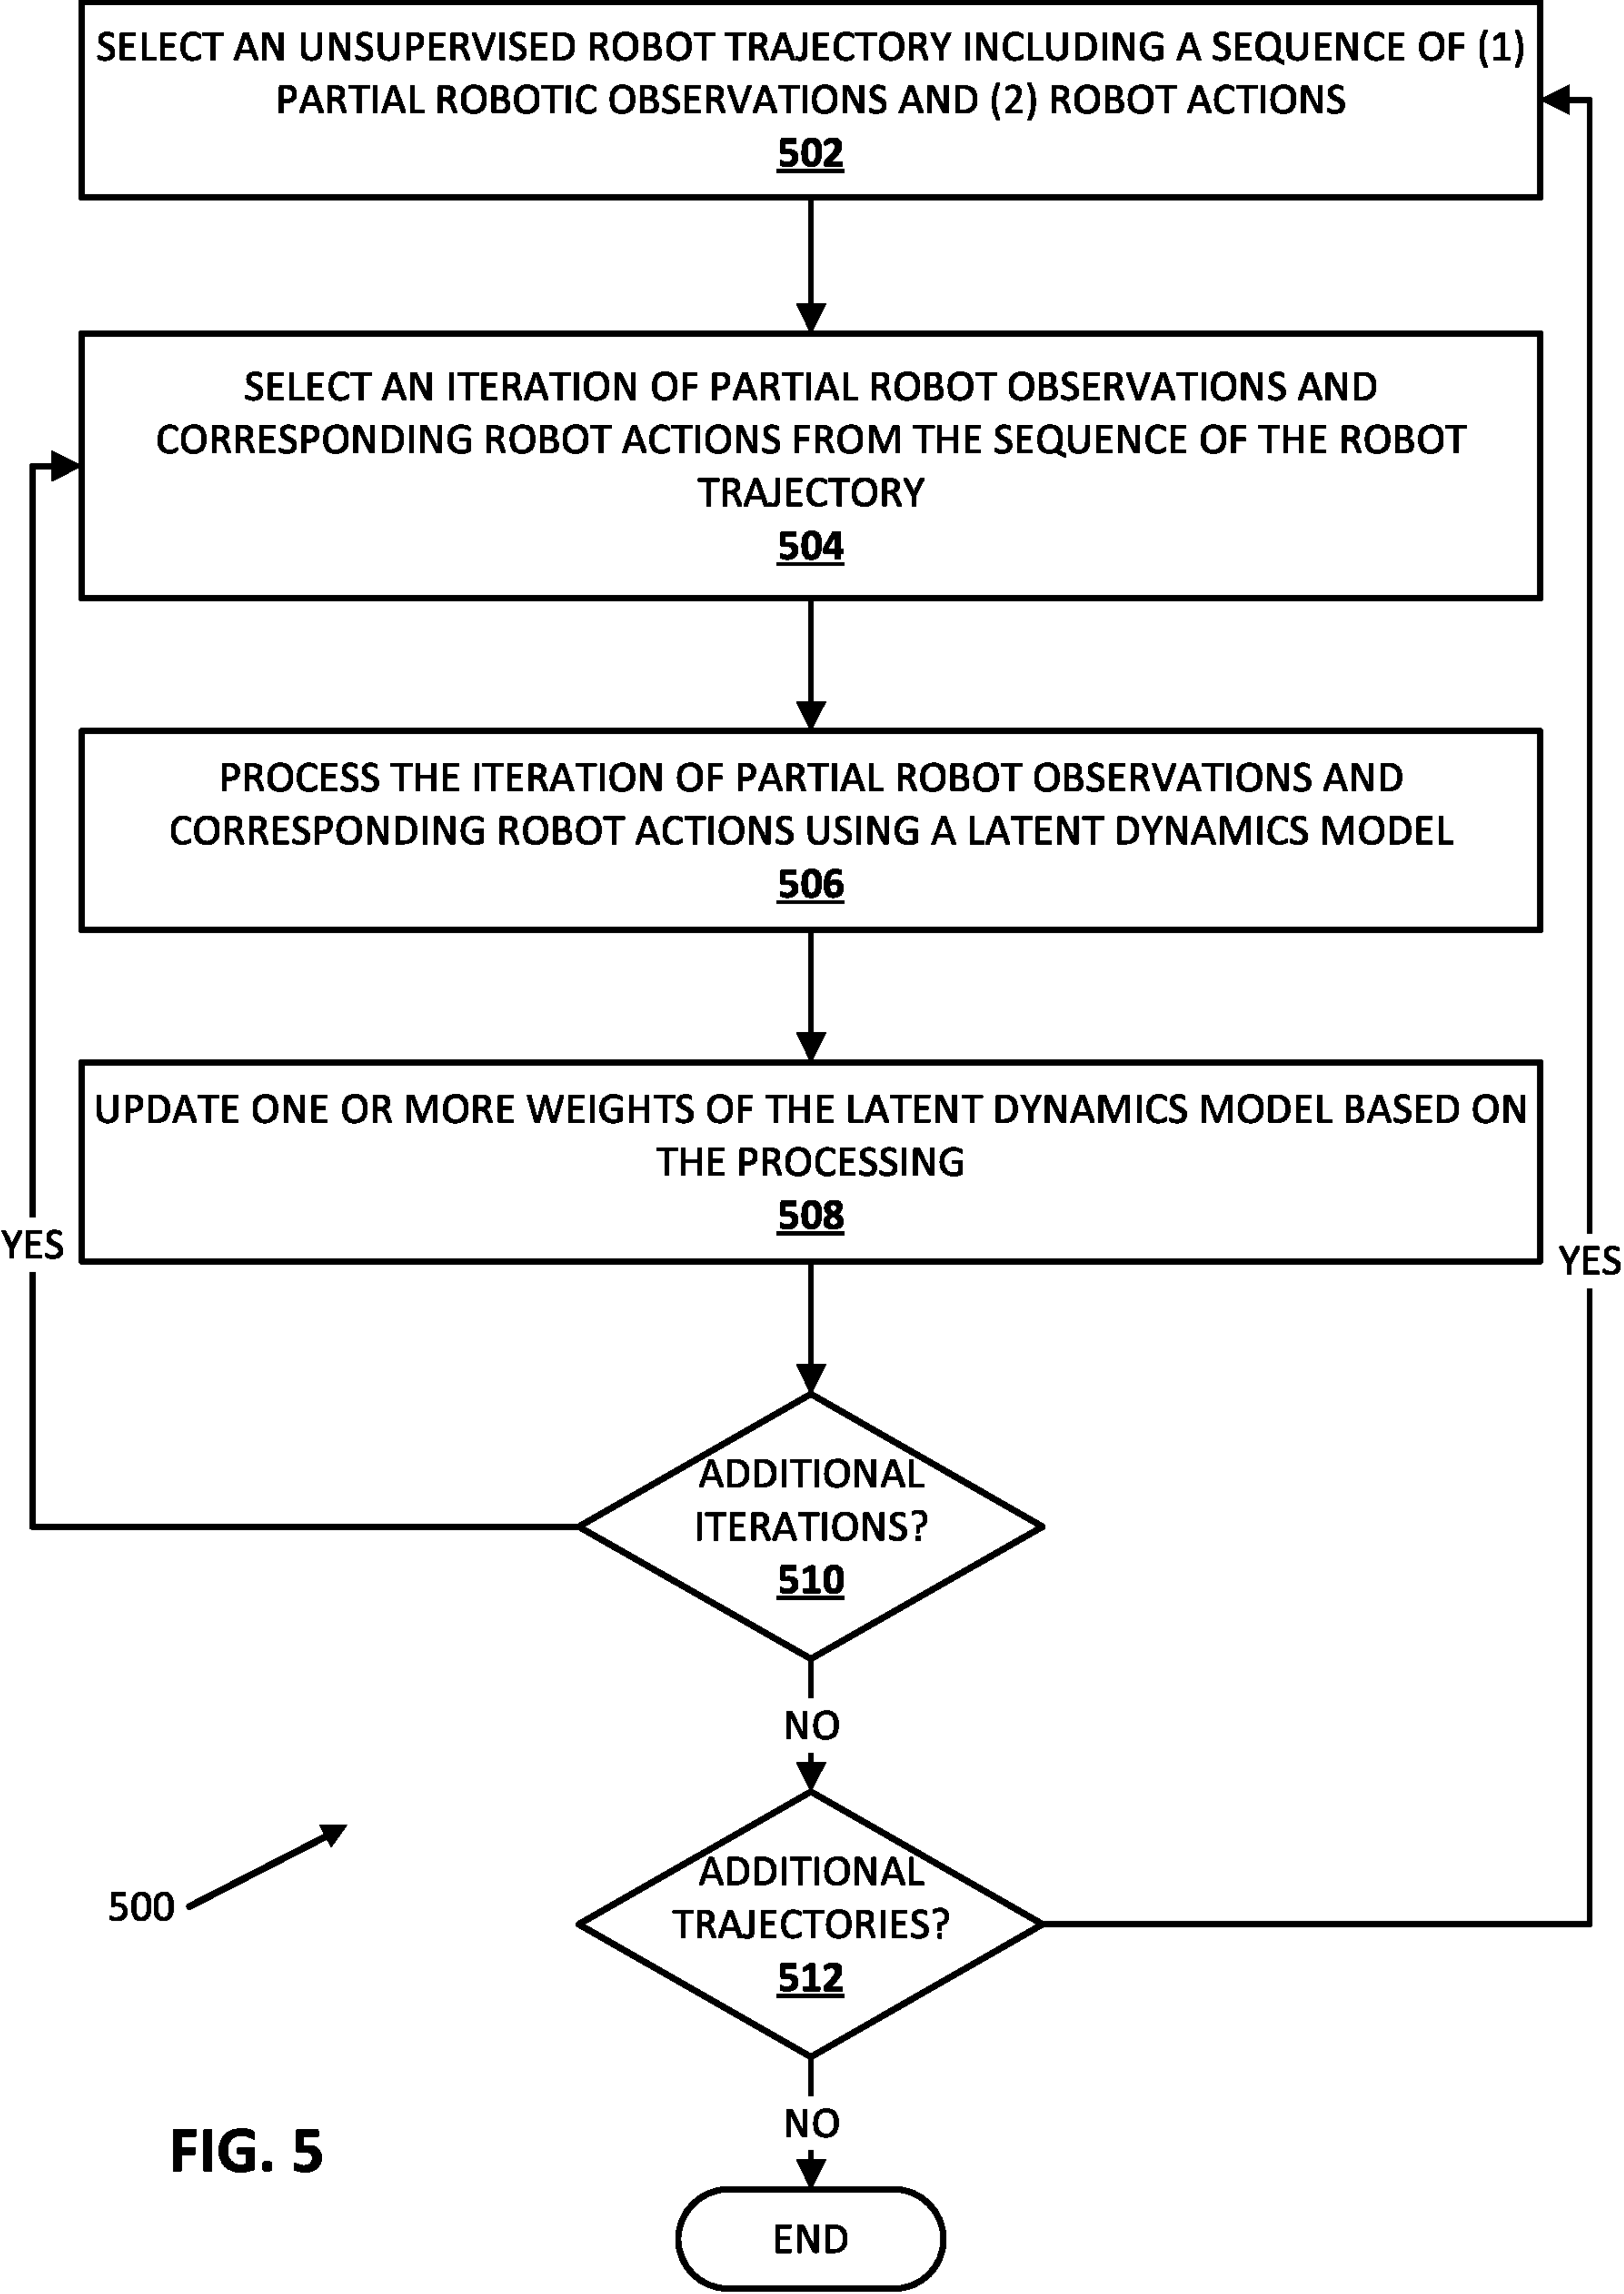 SELECT AN UNSUPERVISED ROBOT TRAJECTORY INCLUDING A SEQUENCE OF (1)
PARTIAL ROBOTIC OBSERVATIONS AND (2) ROBOT ACTIONS
502
SELECT AN ITERATION OF PARTIAL ROBOT OBSERVATIONS AND
CORRESPONDING ROBOT ACTIONS FROM THE SEQUENCE OF THE ROBOT
TRAJECTORY
504
PROCESS THE ITERATION OF PARTIAL ROBOT OBSERVATIONS AND
CORRESPONDING ROBOT ACTIONS USING A LATENT DYNAMICS MODEL
506
UPDATE ONE OR MORE WEIGHTS OF THE LATENT DYNAMICS MODEL BASED ON
THE PROCESSING
508
YES
YES
ADDITIONAL
ITERATIONS?
510
NO
ADDITIONAL
TRAJECTORIES?
512
500
NO
FIG. 5
END